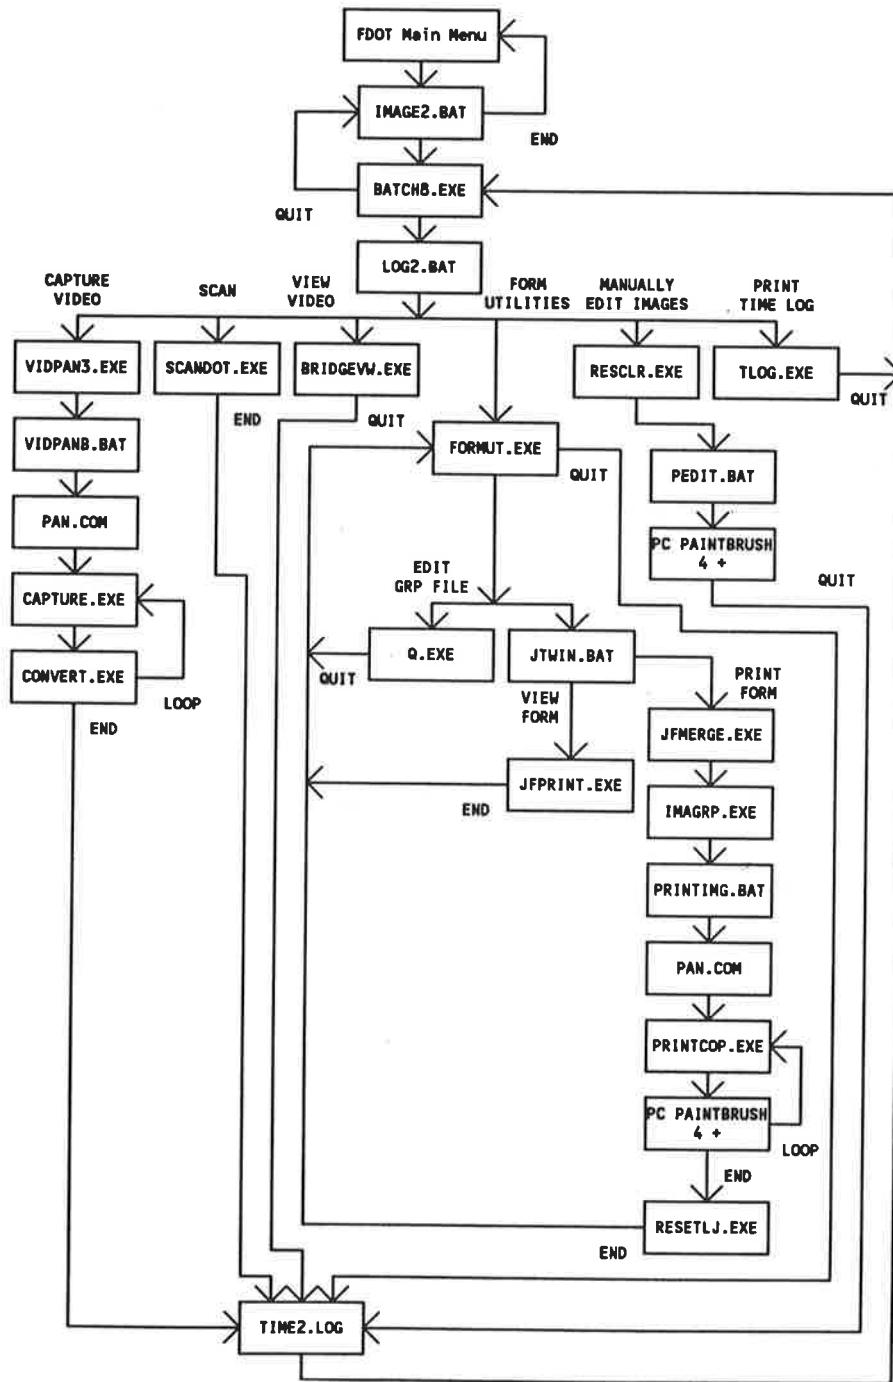 FDOT Main Menu
IMAGE2.BAT
END
BATCH8.EXE
QUIT
LOG2.BAT
CAPTURE
VIDEO
SCAN
VIEW
VIDEO
FORM
UTILITIES
MANUALLY
EDIT IMAGES
PRINT
TIME LOG
VIDPAN3.EXE
SCANDOT.EXE
BRIDGEVW.EXE
RESCLR.EXE
TLOG.EXE
END
QUIT
QUIT
VIDPAN8.BAT
FORMUT.EXE
QUIT
PEDIT.BAT
PAN.COM
PC PAINTBRUSH
4 +
EDIT
GRP FILE
QUIT
CAPTURE.EXE
Q.EXE
JTWIN.BAT
CONVERT.EXE
QUIT
LOOP
END
VIEW
FORM
PRINT
FORM
JFMERGE.EXE
JFPRINT.EXE
END
IMAGRP.EXE
PRINTIMG.BAT
PAN.COM
PRINTCOP.EXE
PC PAINTBRUSH
4 +
LOOP
END
RESETLJ.EXE
END
TIME2.LOG